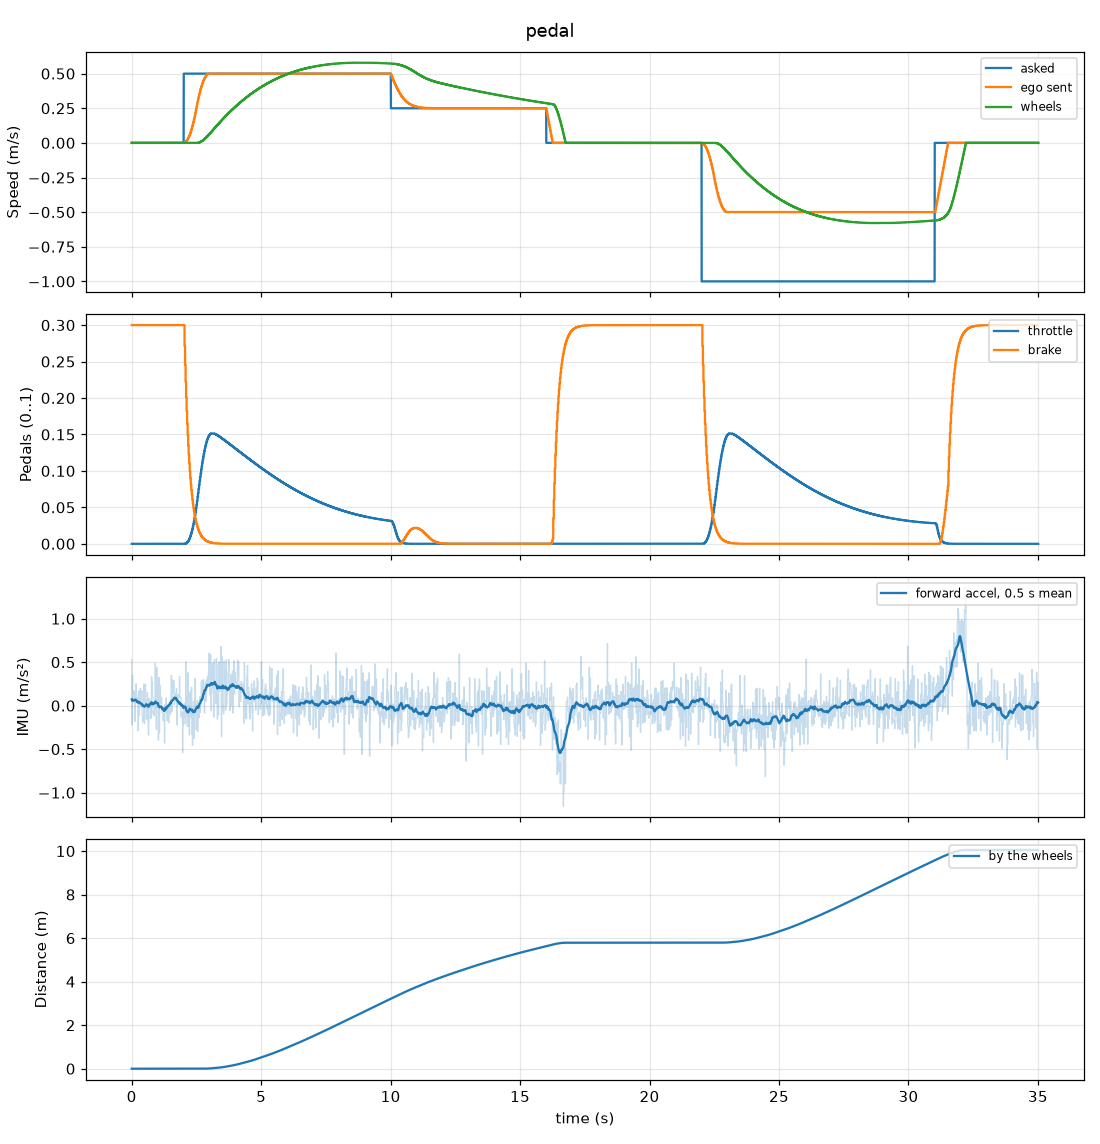 pedal
Speed (m/s)
0.50
0.25
0.00
−0.25
−0.50
−0.75
−1.00
asked
ego sent
wheels
Pedals (0..1)
0.30
0.25
0.20
0.15
0.10
0.05
0.00
throttle
brake
IMU (m/s²)
1.0
0.5
0.0
−0.5
−1.0
forward accel, 0.5 s mean
Distance (m)
10
8
6
4
2
0
by the wheels
0 5 10 15 20 25 30 35
time (s)